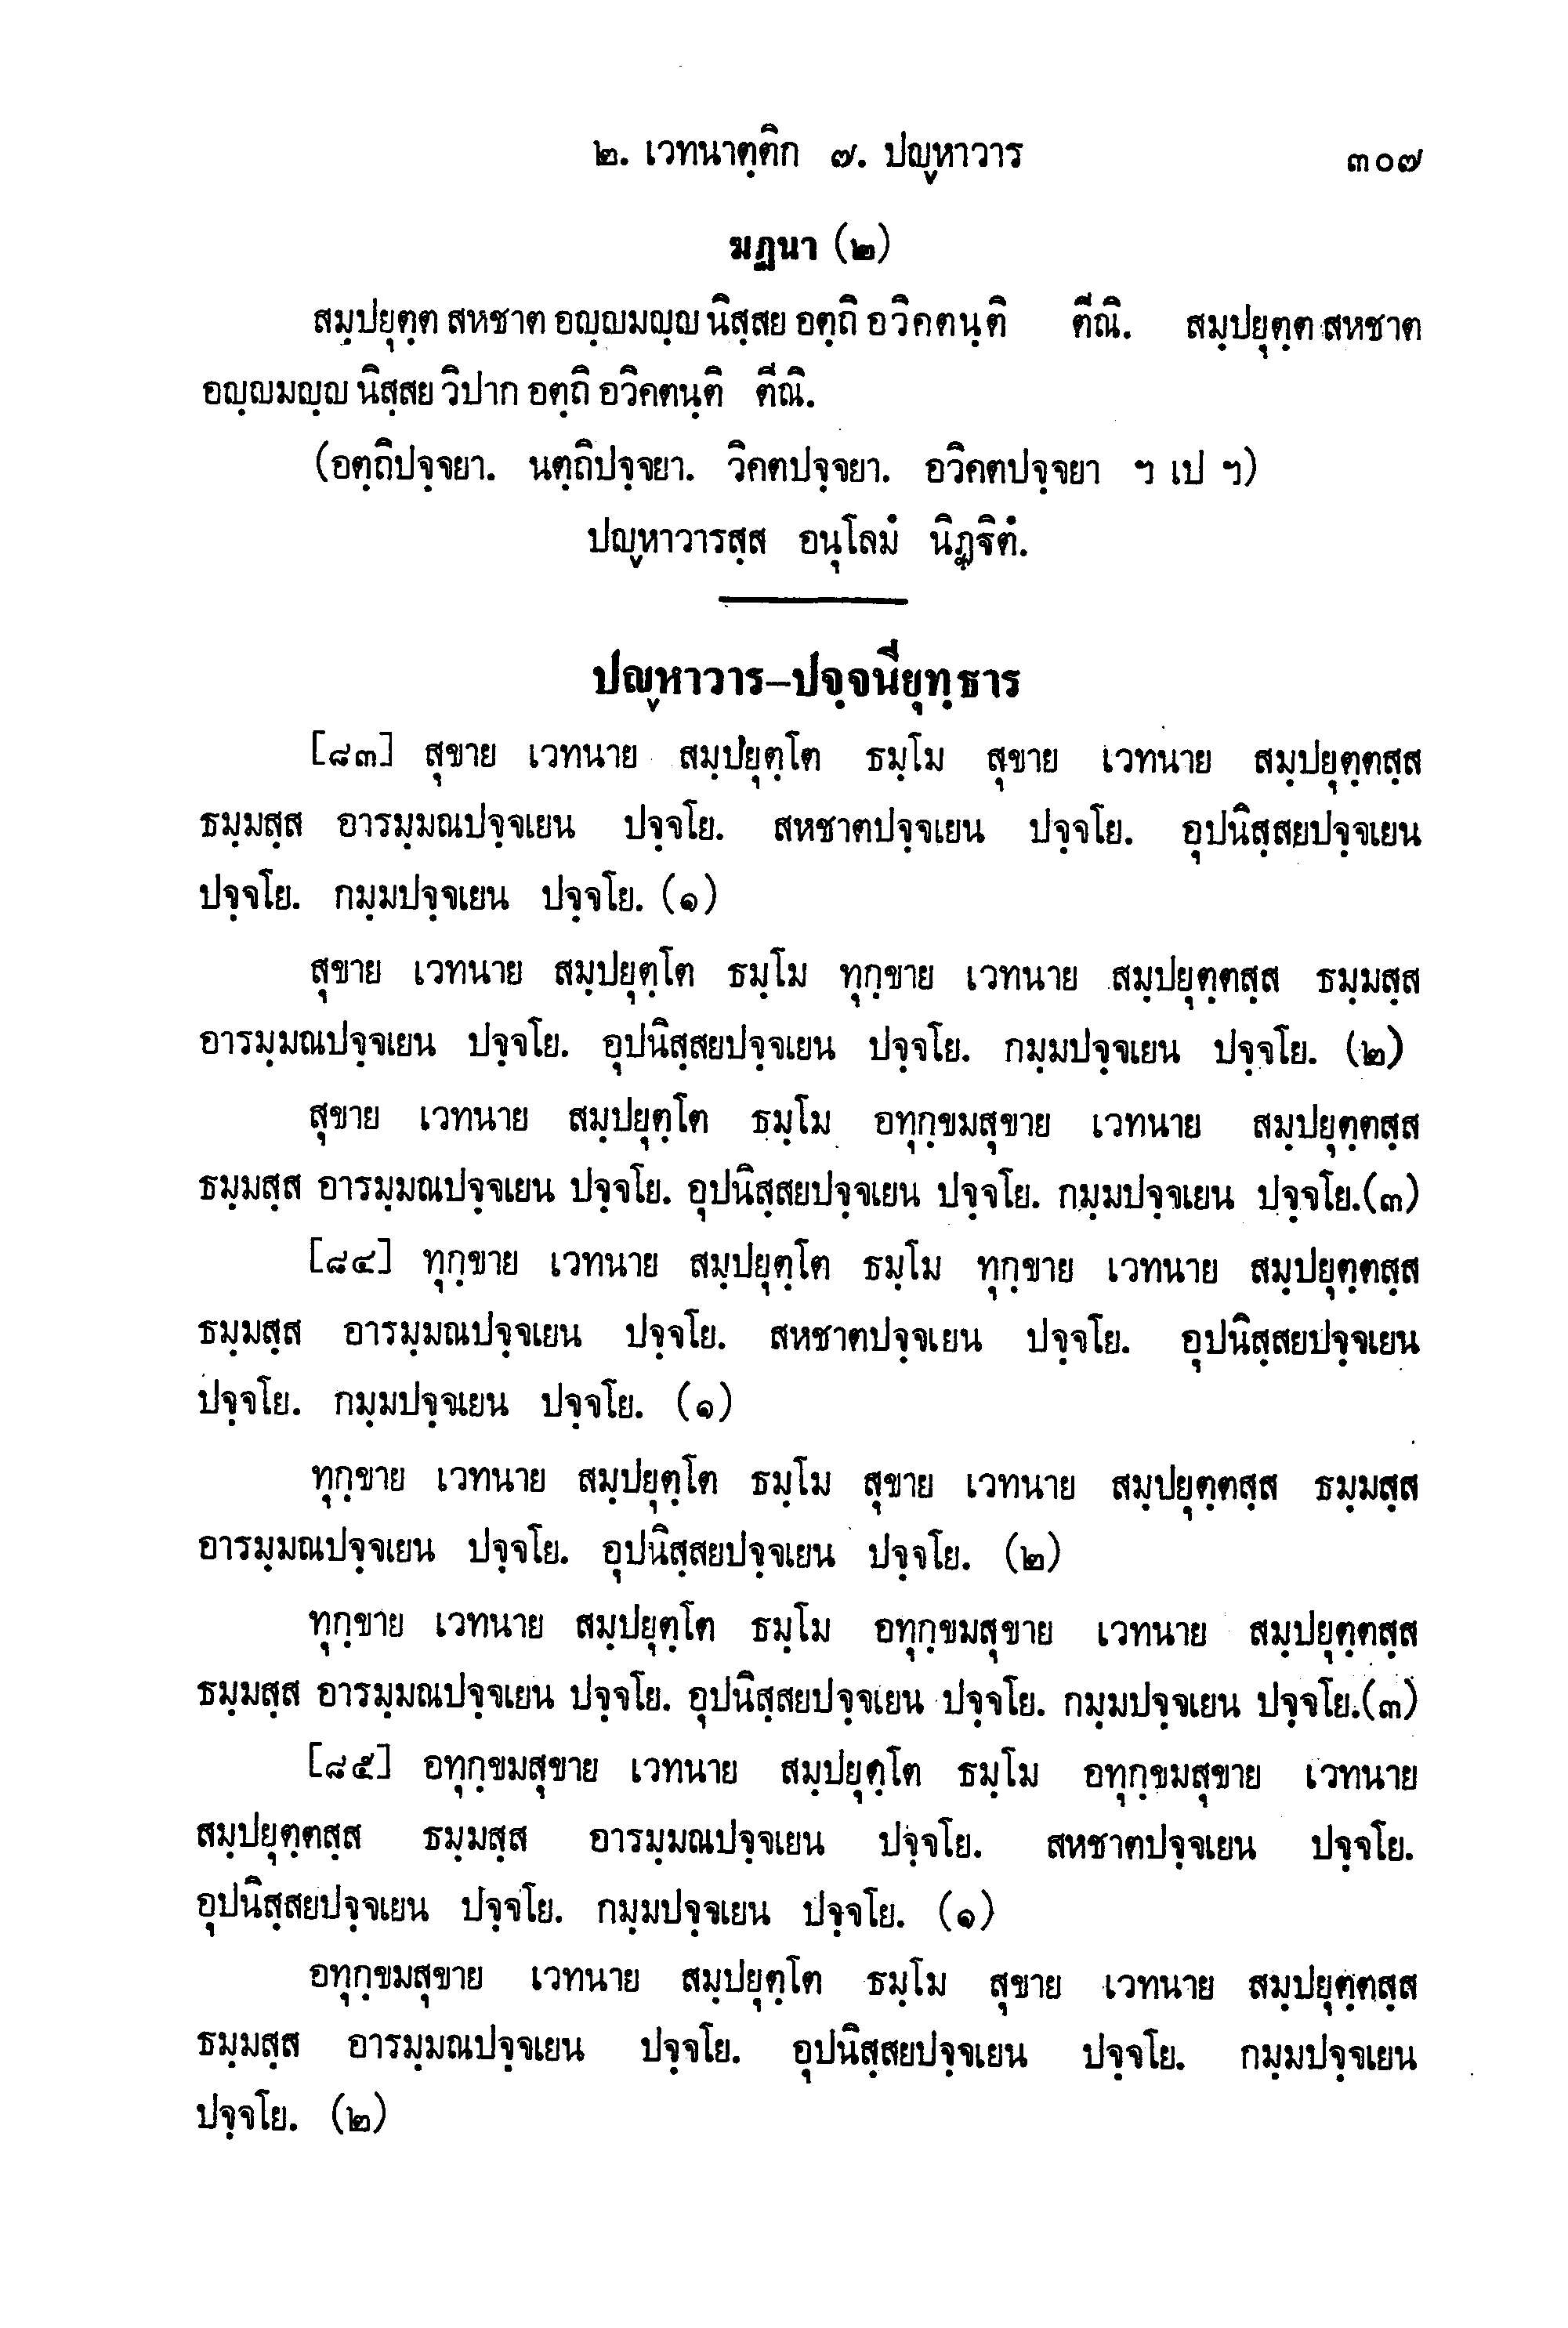 ๒. เวทนาตฺติก ๗. ปญฺหาวาร ๓๐๗
ฆฏนา (๒)
สมฺปยุตฺต สหชาต อญฺญมญฺญ นิสฺสย อตฺถิ อวิคตนฺติ ตีณิ. สมฺปยุตฺต สหชาต
อญฺญมญฺญ นิสฺสย วิปาก อตฺถิ อวิคตนฺติ ตีณิ.
(อตฺถิปจฺจยา. นตฺถิปจฺจยา. วิคตปจฺจยา. อวิคตปจฺจยา ฯ เป ฯ)
ปญฺหาวารสฺส อนุโลมํ นิฏฺฐิตํ.
ปญฺหาวาร–ปจฺจนียุทฺธาร
[๘๓] สุขาย เวทนาย สมฺปยุตฺโต ธมฺโม สุขาย เวทนาย สมฺปยุตฺตสฺส
ธมฺมสฺส อารมฺมณปจฺจเยน ปจฺจโย. สหชาตปจฺจเยน ปจฺจโย. อุปนิสฺสยปจฺจเยน
ปจฺจโย. กมฺมปจฺจเยน ปจฺจโย. (๑)
สุขาย เวทนาย สมฺปยุตฺโต ธมฺโม ทุกฺขาย เวทนาย สมฺปยุตฺตสฺส ธมฺมสฺส
อารมฺมณปจฺจเยน ปจฺจโย. อุปนิสฺสยปจฺจเยน ปจฺจโย. กมฺมปจฺจเยน ปจฺจโย. (๒)
สุขาย เวทนาย สมฺปยุตฺโต ธมฺโม อทุกฺขมสุขาย เวทนาย สมฺปยุตฺตสฺส
ธมฺมสฺส อารมฺมณปจฺจเยน ปจฺจโย. อุปนิสฺสยปจฺจเยน ปจฺจโย. กมฺมปจฺจเยน ปจฺจโย.(๓)
[๘๔] ทุกฺขาย เวทนาย สมฺปยุตฺโต ธมฺโม ทุกฺขาย เวทนาย สมฺปยุตฺตสฺส
ธมฺมสฺส อารมฺมณปจฺจเยน ปจฺจโย. สหชาตปจฺจเยน ปจฺจโย. อุปนิสฺสยปจฺจเยน
ปจฺจโย. กมฺมปจฺจเยน ปจฺจโย. (๑)
ทุกฺขาย เวทนาย สมฺปยุตฺโต ธมฺโม สุขาย เวทนาย สมฺปยุตฺตสฺส ธมฺมสฺส
อารมฺมณปจฺจเยน ปจฺจโย. อุปนิสฺสยปจฺจเยน ปจฺจโย. (๒)
ทุกฺขาย เวทนาย สมฺปยุตฺโต ธมฺโม อทุกฺขมสุขาย เวทนาย สมฺปยุตฺตสฺส
ธมฺมสฺส อารมฺมณปจฺจเยน ปจฺจโย. อุปนิสฺสยปจฺจเยน ปจฺจโย. กมฺมปจฺจเยน ปจฺจโย.(๓)
[๘๕] อทุกฺขมสุขาย เวทนาย สมฺปยุตฺโต ธมฺโม อทุกฺขมสุขาย เวทนาย
สมฺปยุตฺตสฺส ธมฺมสฺส อารมฺมณปจฺจเยน ปจฺจโย. สหชาตปจฺจเยน ปจฺจโย.
อุปนิสฺสยปจฺจเยน ปจฺจโย. กมฺมปจฺจเยน ปจฺจโย. (๑)
อทุกฺขมสุขาย เวทนาย สมฺปยุตฺโต ธมฺโม สุขาย เวทนาย สมฺปยุตฺตสฺส
ธมฺมสฺส อารมฺมณปจฺจเยน ปจฺจโย. อุปนิสฺสยปจฺจเยน ปจฺจโย. กมฺมปจฺจเยน
ปจฺจโย. (๒)